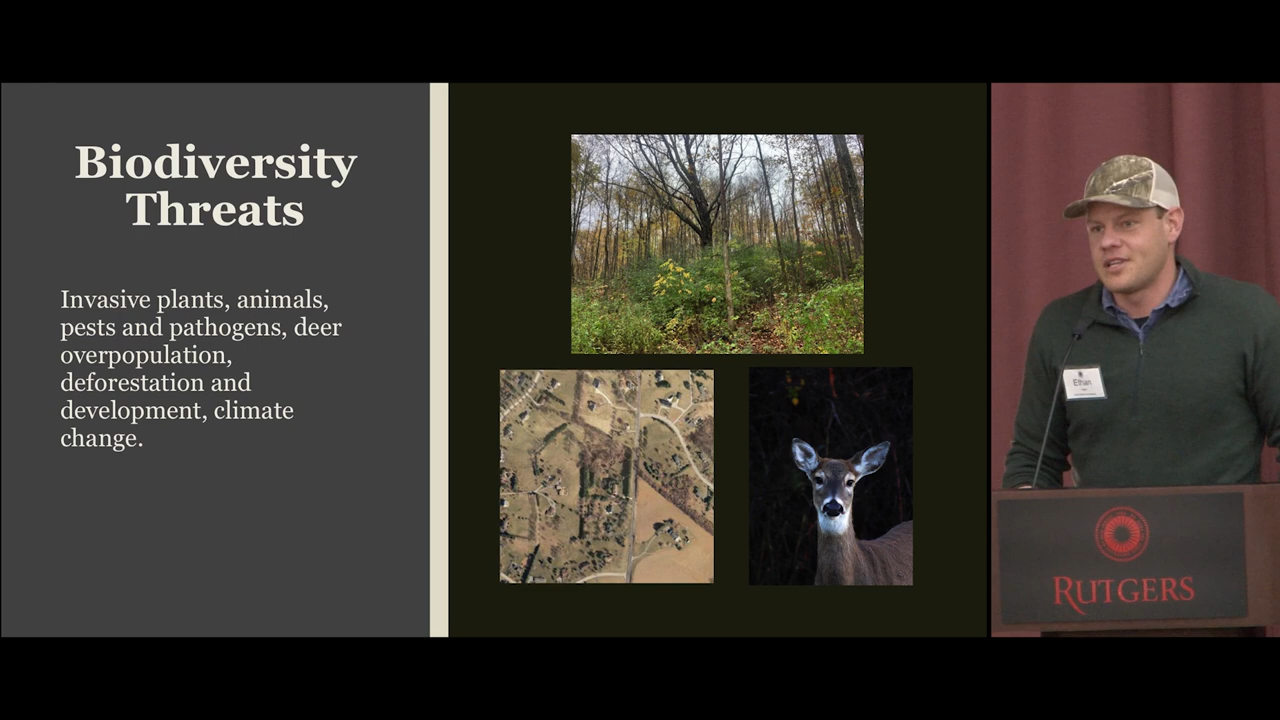 Biodiversity
Threats
Invasive plants, animals,
pests and pathogens, deer
overpopulation,
deforestation and
development, climate
change.
Ethan
RUTGERS